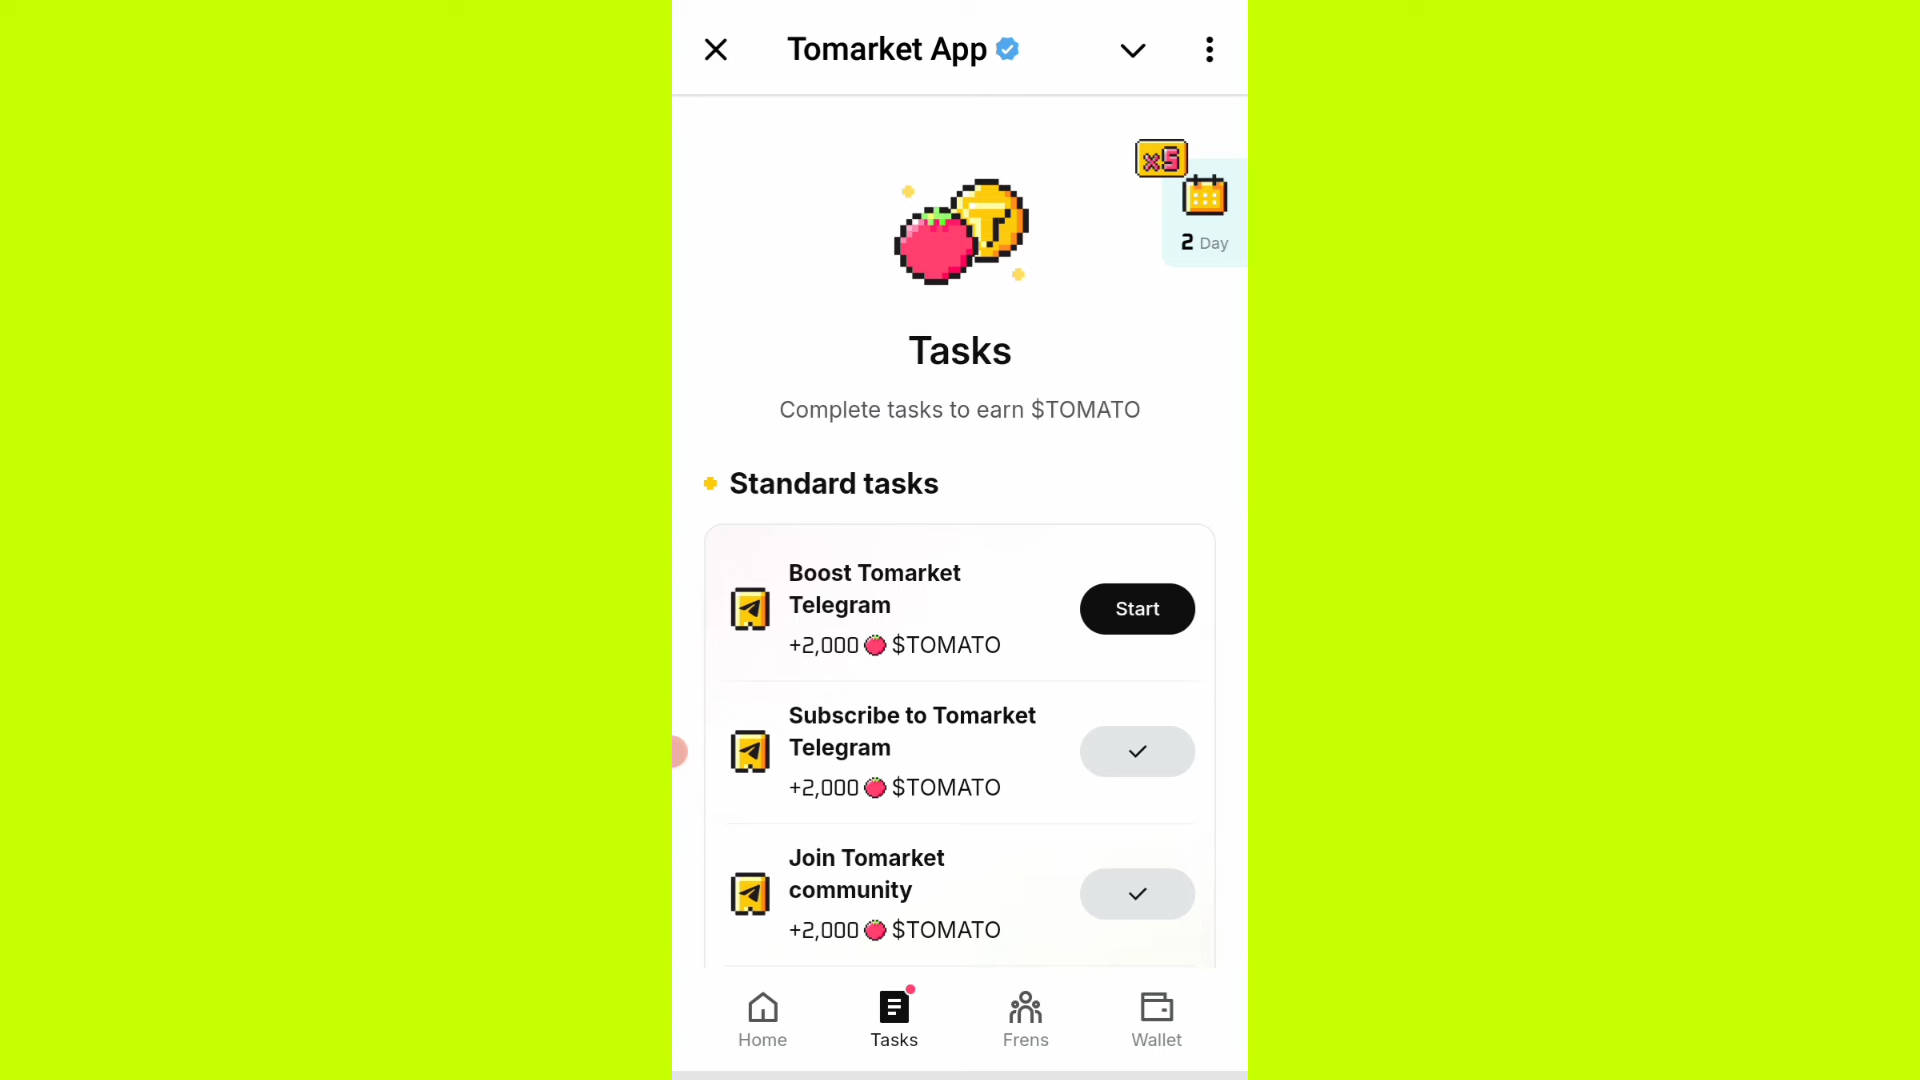 Tomarket App
x5
2 Day
Tasks
Complete tasks to earn $TOMATO
Standard tasks
Boost Tomarket
Telegram
+2,000 $TOMATO
Start
Subscribe to Tomarket
Telegram
+2,000 $TOMATO
Join Tomarket
community
+2,000 $TOMATO
Home
Tasks
Frens
Wallet